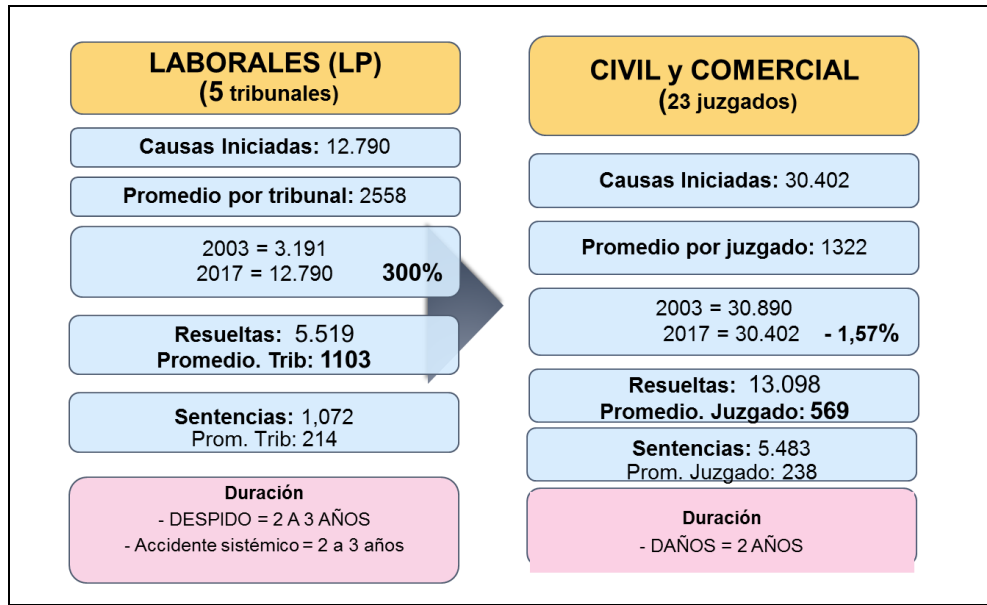 LABORALES (LP)
(5 tribunales)
Causas Iniciadas: 12.790
Promedio por tribunal: 2558
2003 = 3.191
2017 = 12.790 300%
Resueltas: 5.519
Promedio. Trib: 1103
Sentencias: 1,072
Prom. Trib: 214
Duración
- DESPIDO = 2 A 3 AÑOS
- Accidente sistémico = 2 a 3 años
CIVIL y COMERCIAL
(23 juzgados)
Causas Iniciadas: 30.402
Promedio por juzgado: 1322
2003 = 30.890
2017 = 30.402 - 1,57%
Resueltas: 13.098
Promedio. Juzgado: 569
Sentencias: 5.483
Prom. Juzgado: 238
Duración
- DAÑOS = 2 AÑOS